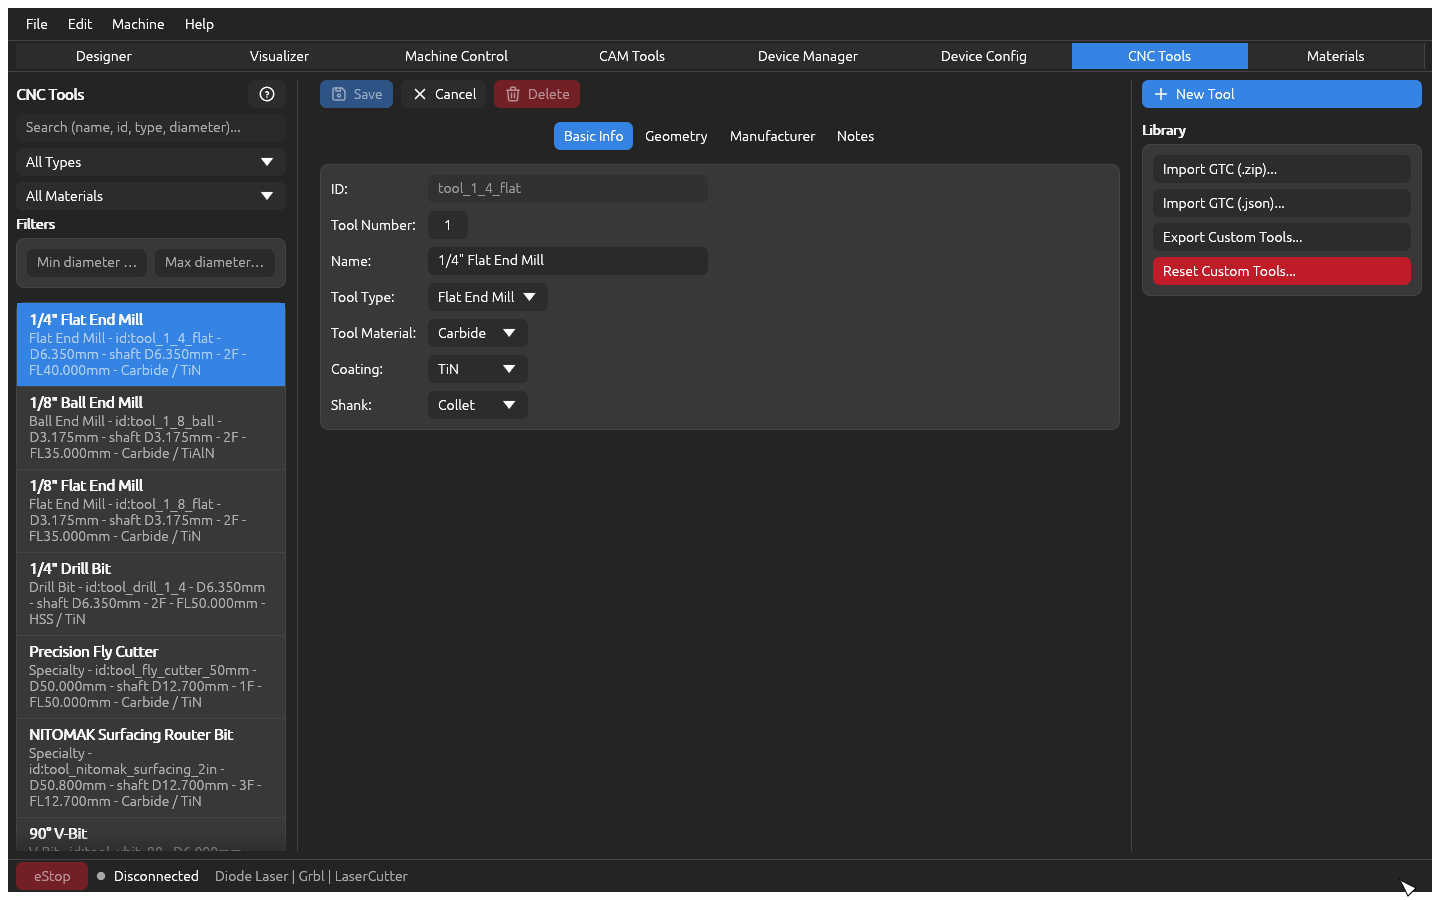 File Edit Machine Help
Designer Visualizer Machine Control CAM Tools Device Manager Device Config CNC Tools Materials
CNC Tools
Search (name, id, type, diameter)...
All Types
All Materials
Filters
Min diameter ... Max diameter...
1/4" Flat End Mill
Flat End Mill - id:tool_1_4_flat -
D6.350mm - shaft D6.350mm - 2F -
FL40.000mm - Carbide / TiN
1/8" Ball End Mill
Ball End Mill - id:tool_1_8_ball -
D3.175mm - shaft D3.175mm - 2F -
FL35.000mm - Carbide / TiAlN
1/8" Flat End Mill
Flat End Mill - id:tool_1_8_flat -
D3.175mm - shaft D3.175mm - 2F -
FL35.000mm - Carbide / TiN
1/4" Drill Bit
Drill Bit - id:tool_drill_1_4 - D6.350mm
- shaft D6.350mm - 2F - FL50.000mm -
HSS / TiN
Precision Fly Cutter
Specialty - id:tool_fly_cutter_50mm -
D50.000mm - shaft D12.700mm - 1F -
FL50.000mm - Carbide / TiN
NITOMAK Surfacing Router Bit
Specialty -
id:tool_nitomak_surfacing_2in -
D50.800mm - shaft D12.700mm - 3F -
FL12.700mm - Carbide / TiN
90° V-Bit
Save Cancel Delete
Basic Info Geometry Manufacturer Notes
ID: tool_1_4_flat
Tool Number: 1
Name: 1/4" Flat End Mill
Tool Type: Flat End Mill
Tool Material: Carbide
Coating: TiN
Shank: Collet
New Tool
Library
Import GTC (.zip)...
Import GTC (.json)...
Export Custom Tools...
Reset Custom Tools...
eStop Disconnected Diode Laser | Grbl | LaserCutter